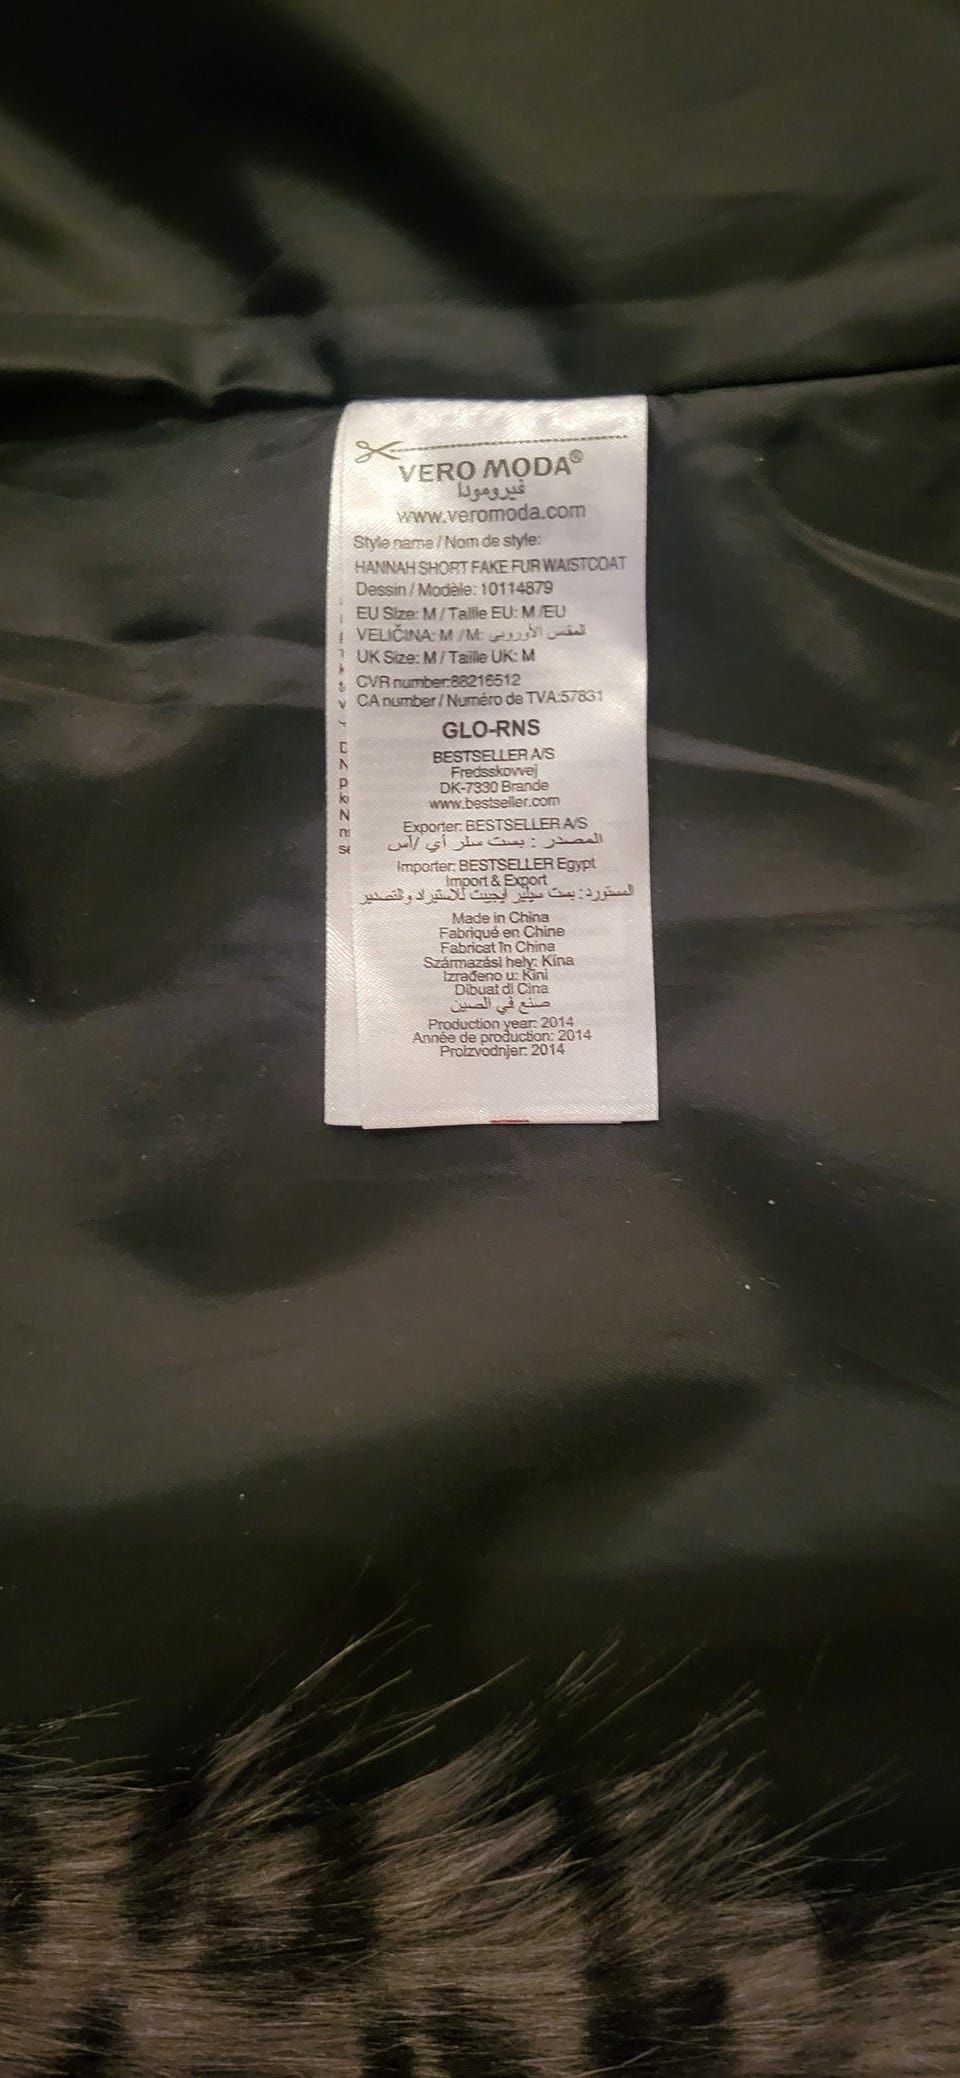 VERO MODA®
فيرومودا
www.veromoda.com
Style name / Nom de style:
HANNAH SHORT FAKE FUR WAISTCOAT
Dessin / Modèle: 10114879
EU Size: M / Taille EU: M /EU
VELIČINA: M /M: المقاس الأوروبي
UK Size: M / Taille UK: M
CVR number:88216512
CA number / Numéro de TVA:57831
GLO-RNS
BESTSELLER A/S
Fredsskovvej
DK-7330 Brande
www.bestseller.com
Exporter: BESTSELLER A/S
المصدر : بست سلر أي /أس
Importer: BESTSELLER Egypt
Import & Export
المستورد: بست سيلير ايجيبت للاستيراد والتصدير
Made in China
Fabriqué en Chine
Fabricat în China
Származási hely: Kína
Izrađeno u: Kini
Dibuat di Cina
صنع في الصين
Production year: 2014
Année de production: 2014
Proizvodnjer: 2014